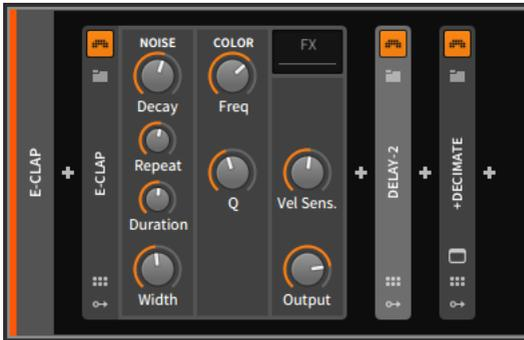 E-CLAP
E-CLAP
NOISE
Decay
Repeat
Duration
Width
COLOR
Freq
Q
FX
Vel Sens.
Output
DELAY-2
+DECIMATE